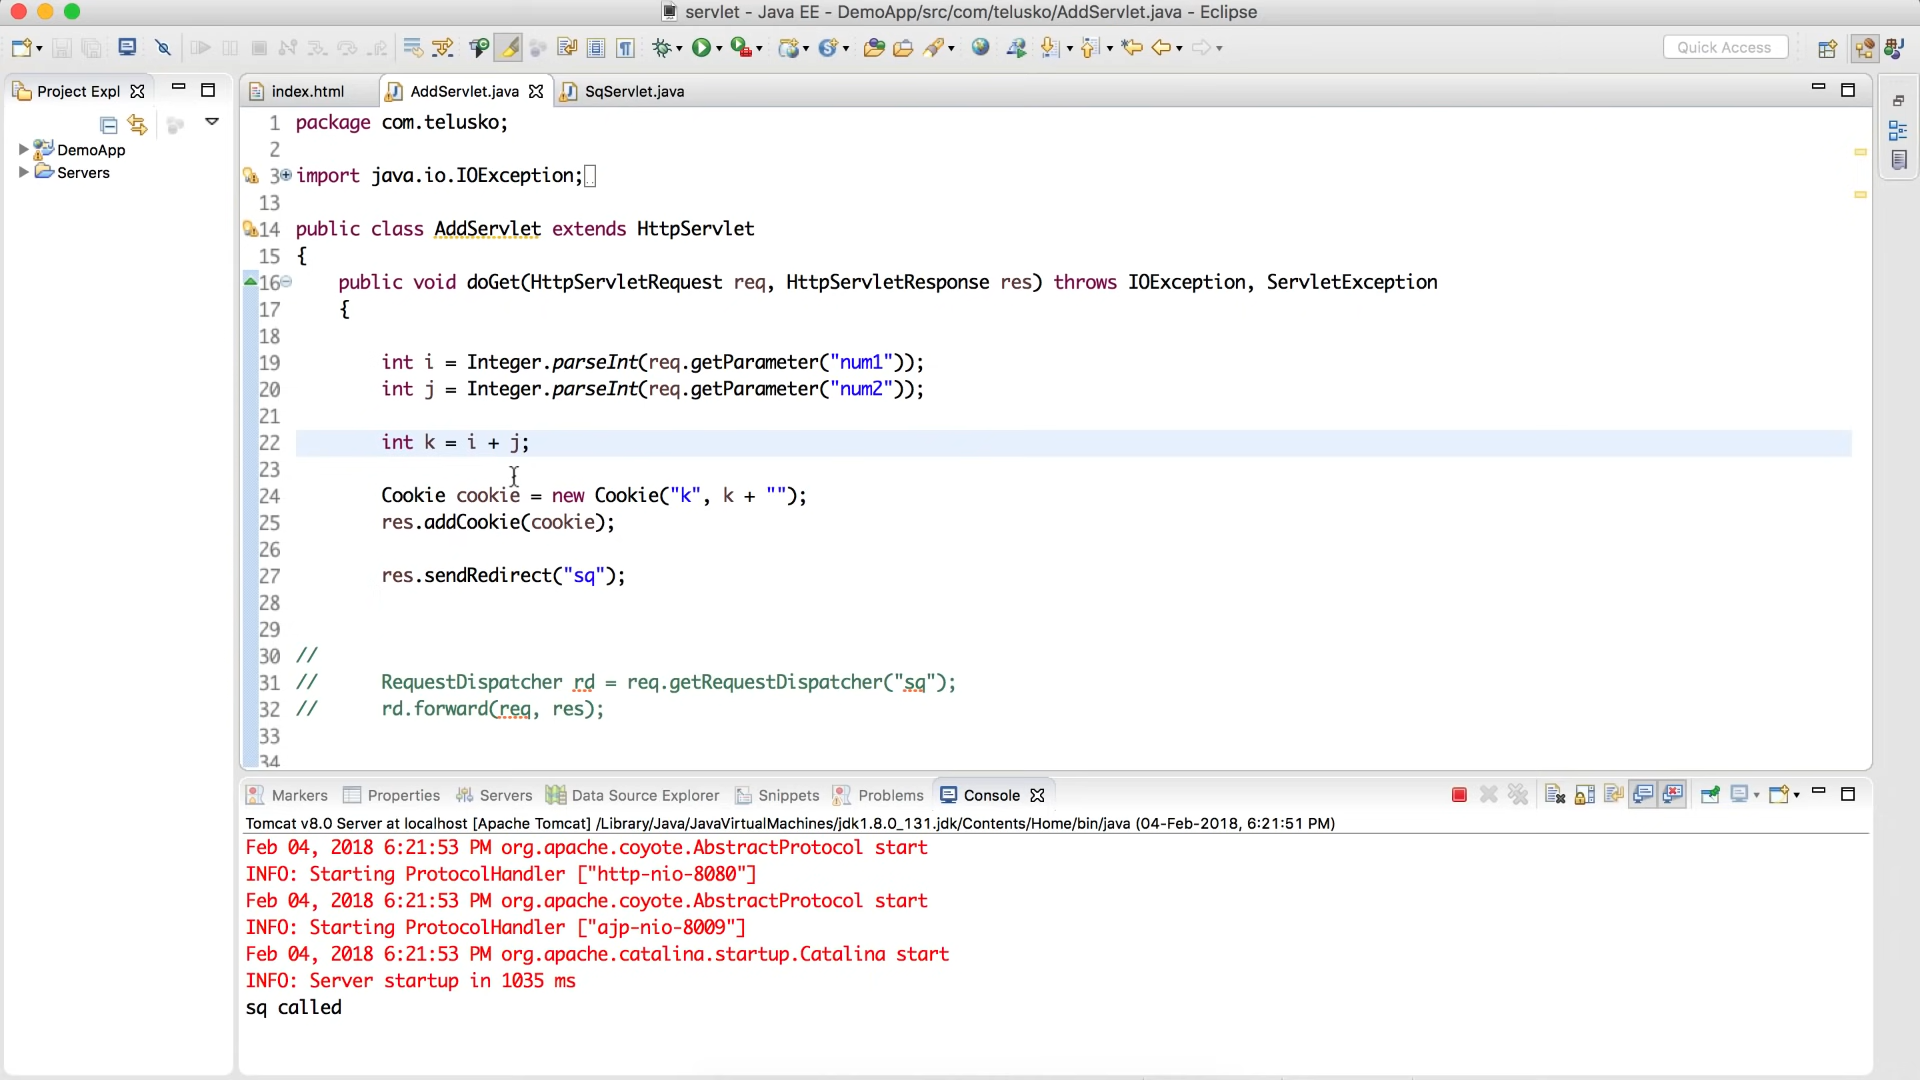 servlet - Java EE - DemoApp/src/com/telusko/AddServlet.java - Eclipse
Quick Access
Project Expl
index.html
AddServlet.java
SqServlet.java
DemoApp
Servers
1 package com.telusko;
2
3 import java.io.IOException;
13
14 public class AddServlet extends HttpServlet
15 {
16 public void doGet(HttpServletRequest req, HttpServletResponse res) throws IOException, ServletException
17 {
18
19 int i = Integer.parseInt(req.getParameter("num1"));
20 int j = Integer.parseInt(req.getParameter("num2"));
21
22 int k = i + j;
23
24 Cookie cookie = new Cookie("k", k + "");
25 res.addCookie(cookie);
26
27 res.sendRedirect("sq");
28
29
30 //
31 // RequestDispatcher rd = req.getRequestDispatcher("sq");
32 // rd.forward(req, res);
33
34
Markers Properties Servers Data Source Explorer Snippets Problems Console
Tomcat v8.0 Server at localhost [Apache Tomcat] /Library/Java/JavaVirtualMachines/jdk1.8.0_131.jdk/Contents/Home/bin/java (04-Feb-2018, 6:21:51 PM)
Feb 04, 2018 6:21:53 PM org.apache.coyote.AbstractProtocol start
INFO: Starting ProtocolHandler ["http-nio-8080"]
Feb 04, 2018 6:21:53 PM org.apache.coyote.AbstractProtocol start
INFO: Starting ProtocolHandler ["ajp-nio-8009"]
Feb 04, 2018 6:21:53 PM org.apache.catalina.startup.Catalina start
INFO: Server startup in 1035 ms
sq called